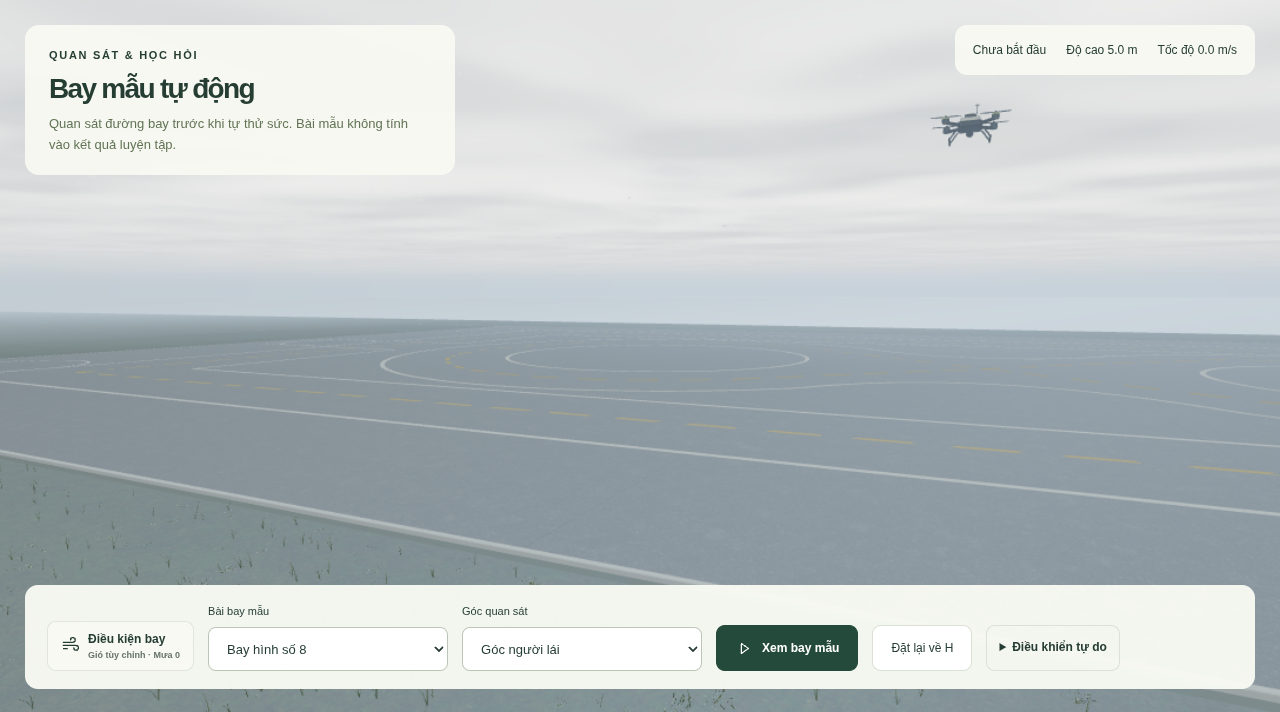 QUAN SÁT & HỌC HỎI
Bay mẫu tự động
Quan sát đường bay trước khi tự thử sức. Bài mẫu không tính
vào kết quả luyện tập.
Chưa bắt đầu Độ cao 5.0 m Tốc độ 0.0 m/s
Điều kiện bay
Gió tùy chỉnh · Mưa 0
Bài bay mẫu
Bay hình số 8
Góc quan sát
Góc người lái
Xem bay mẫu
Đặt lại về H
Điều khiển tự do